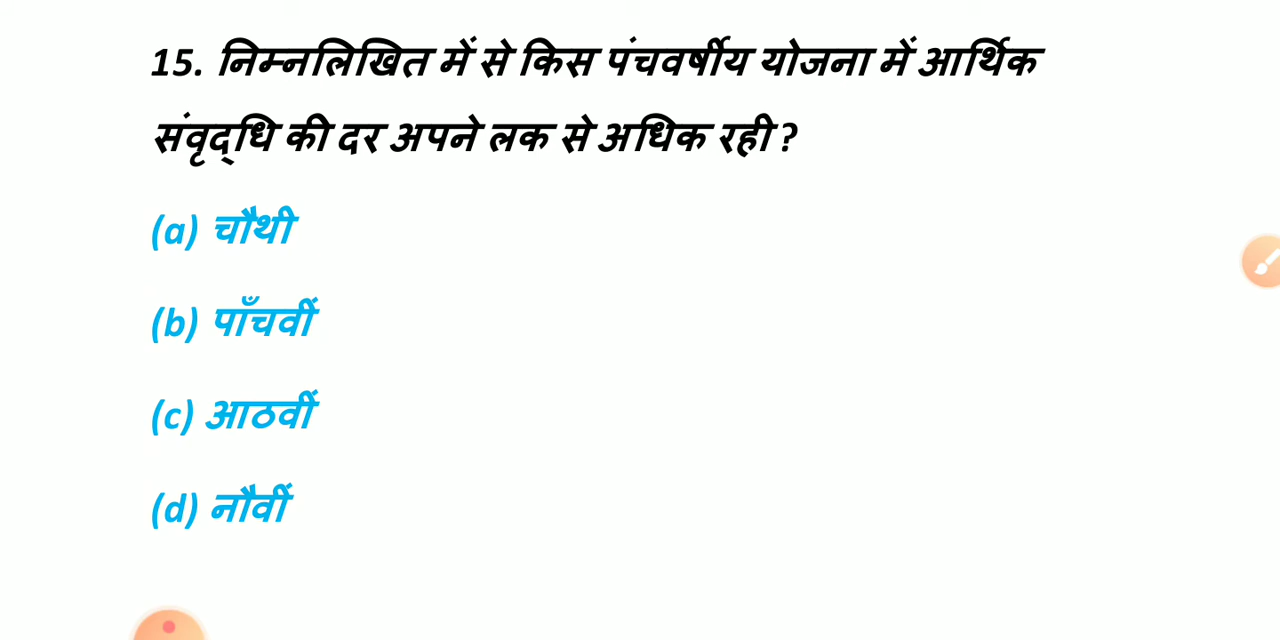 15. निम्नलिखित में से किस पंचवर्षीय योजना में आर्थिक
संवृद्धि की दर अपने लक से अधिक रही?
(a) चौथी
(b) पाँचवीं
(c) आठवीं
(d) नौवीं